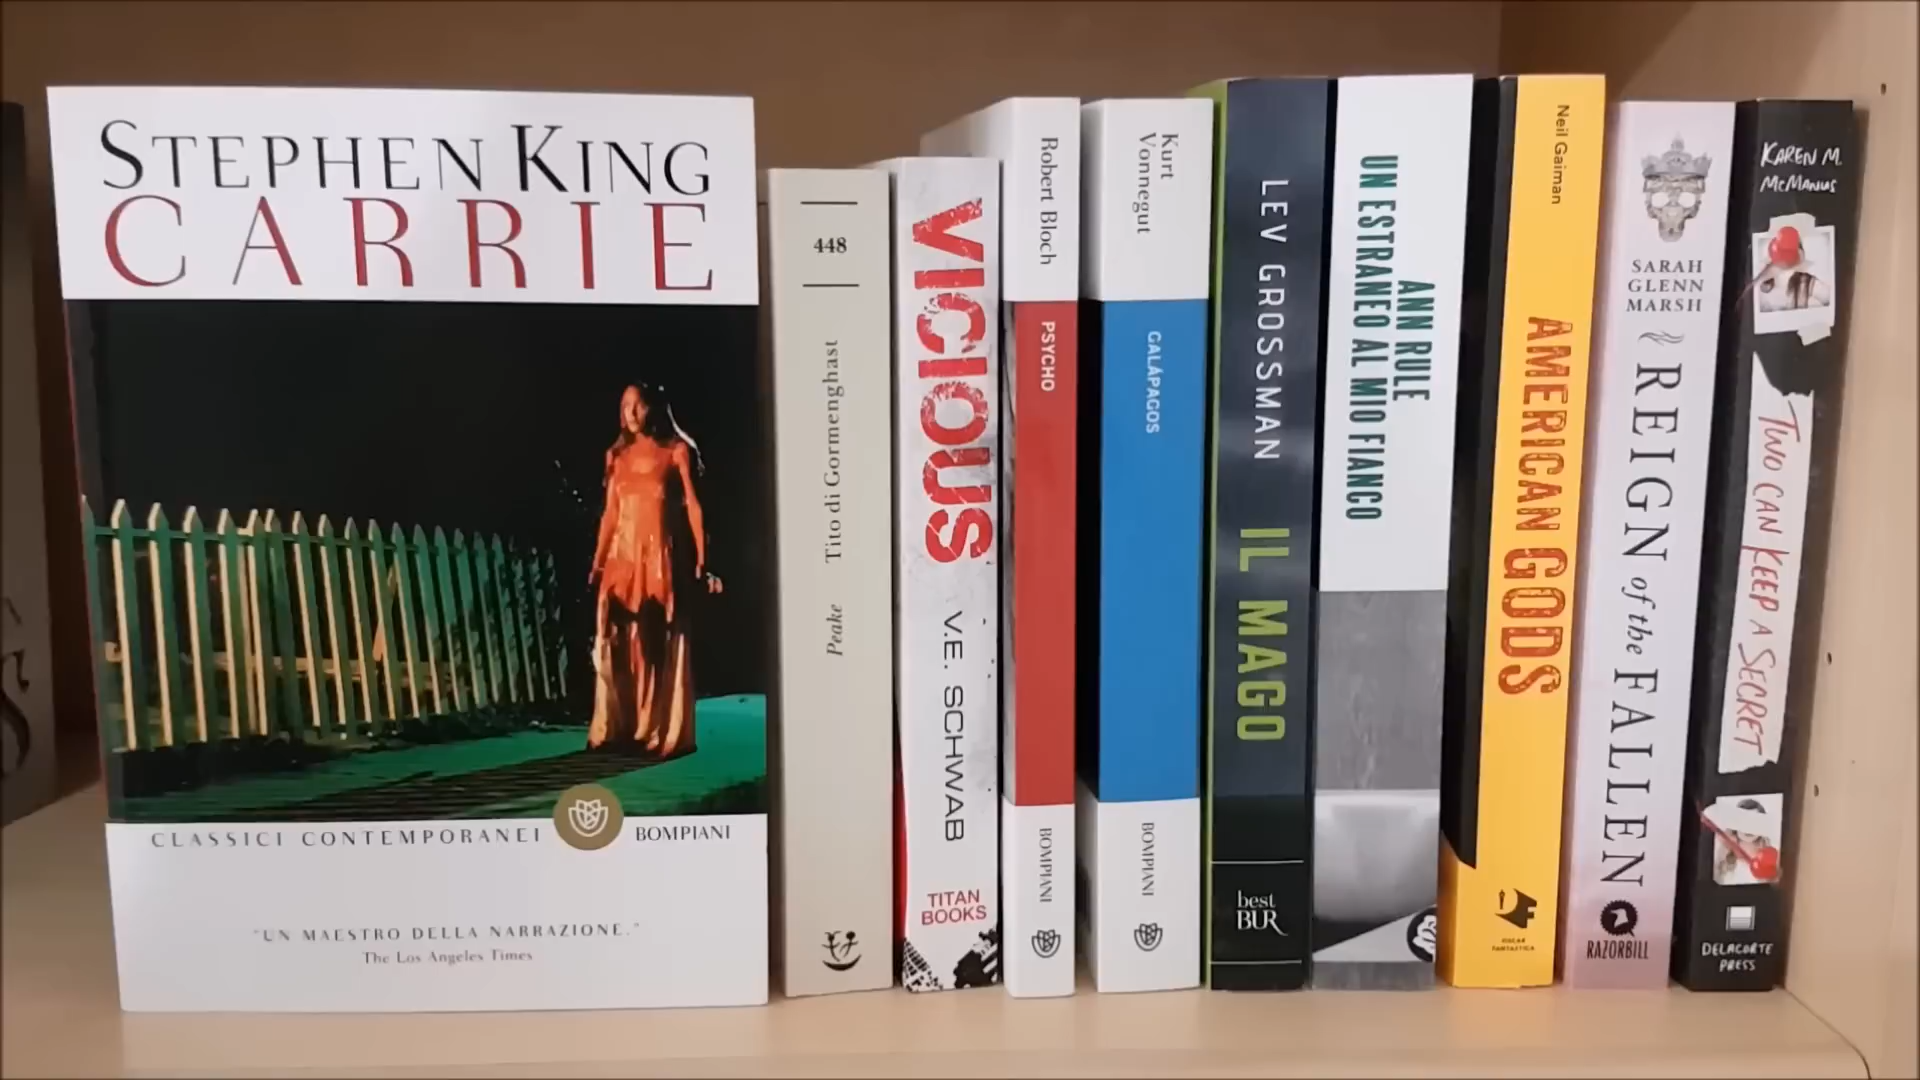 STEPHEN KING
CARRIE
CLASSICI CONTEMPORANEI
BOMPIANI
"UN MAESTRO DELLA NARRAZIONE."
The Los Angeles Times
448
Peake Tito di Gormenghast
VICIOUS
V.E. SCHWAB
TITAN
BOOKS
Robert Bloch
PSYCHO
BOMPIANI
Kurt
Vonnegut
GALÁPAGOS
BOMPIANI
LEV GROSSMAN
IL MAGO
best
BUR
ANN RULE
UN ESTRANEO AL MIO FIANCO
Neil Gaiman
AMERICAN GODS
OSCAR
FANTASTICA
SARAH
GLENN
MARSH
REIGN of the FALLEN
RAZORBILL
KAREN M.
McMANUS
TWO CAN KEEP A SECRET
DELACORTE
PRESS